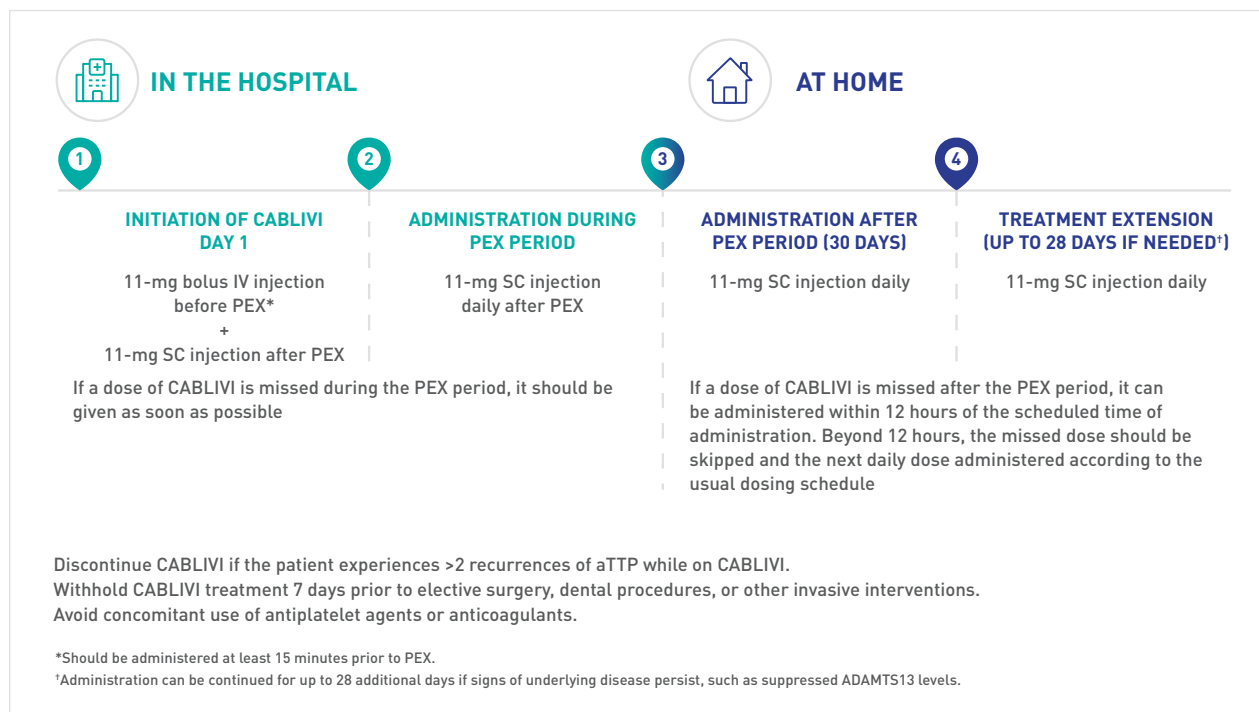 IN THE HOSPITAL
AT HOME
1
2
3
4
INITIATION OF CABLIVI
DAY 1
11-mg bolus IV injection
before PEX*
+
11-mg SC injection after PEX
ADMINISTRATION DURING
PEX PERIOD
11-mg SC injection
daily after PEX
If a dose of CABLIVI is missed during the PEX period, it should be
given as soon as possible
ADMINISTRATION AFTER
PEX PERIOD (30 DAYS)
11-mg SC injection daily
TREATMENT EXTENSION
(UP TO 28 DAYS IF NEEDED†)
11-mg SC injection daily
If a dose of CABLIVI is missed after the PEX period, it can
be administered within 12 hours of the scheduled time of
administration. Beyond 12 hours, the missed dose should be
skipped and the next daily dose administered according to the
usual dosing schedule
Discontinue CABLIVI if the patient experiences >2 recurrences of aTTP while on CABLIVI.
Withhold CABLIVI treatment 7 days prior to elective surgery, dental procedures, or other invasive interventions.
Avoid concomitant use of antiplatelet agents or anticoagulants.
*Should be administered at least 15 minutes prior to PEX.
†Administration can be continued for up to 28 additional days if signs of underlying disease persist, such as suppressed ADAMTS13 levels.